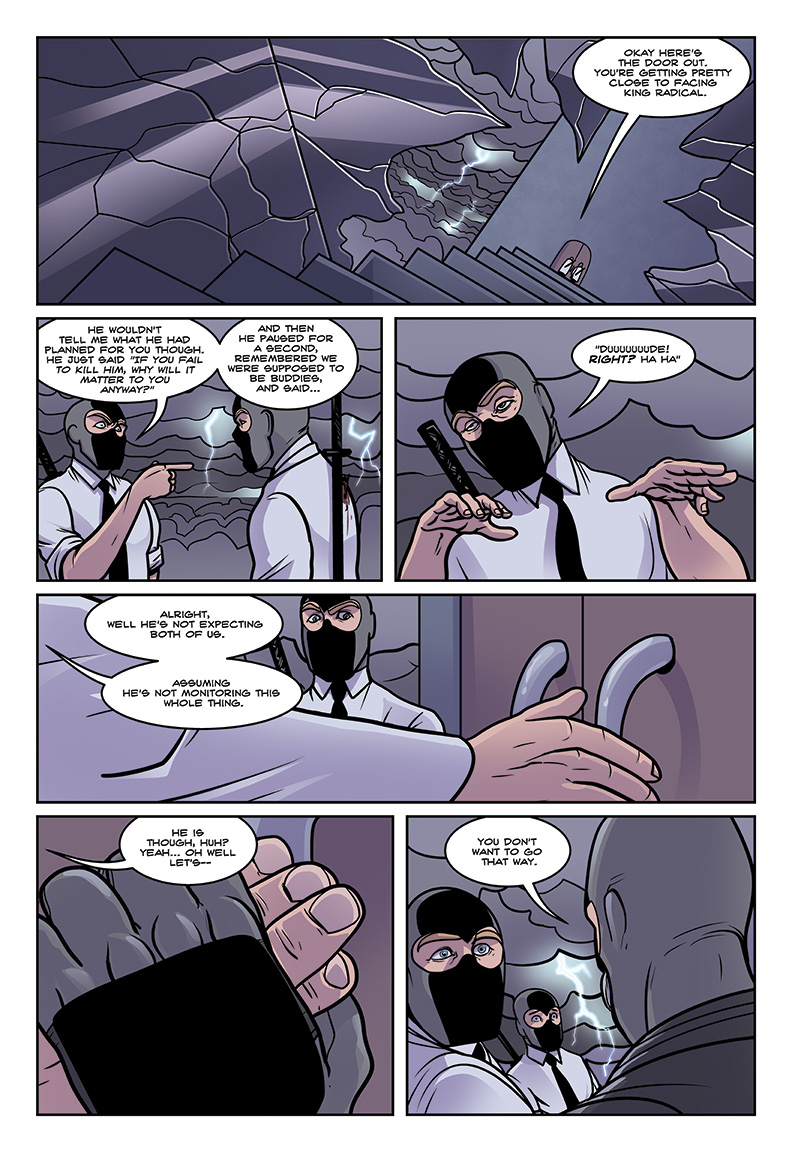 OKAY HERE'S
THE DOOR OUT.
YOU'RE GETTING PRETTY
CLOSE TO FACING
KING RADICAL.
HE WOULDN'T
TELL ME WHAT HE HAD
PLANNED FOR YOU THOUGH.
HE JUST SAID "IF YOU FAIL
TO KILL HIM, WHY WILL IT
MATTER TO YOU
ANYWAY?"
AND THEN
HE PAUSED FOR
A SECOND,
REMEMBERED WE
WERE SUPPOSED TO
BE BUDDIES,
AND SAID...
"DUUUUUUUDE!
RIGHT? HA HA"
ALRIGHT,
WELL HE'S NOT EXPECTING
BOTH OF US.
ASSUMING
HE'S NOT MONITORING THIS
WHOLE THING.
HE IS
THOUGH, HUH?
YEAH... OH WELL
LET'S--
YOU DON'T
WANT TO GO
THAT WAY.